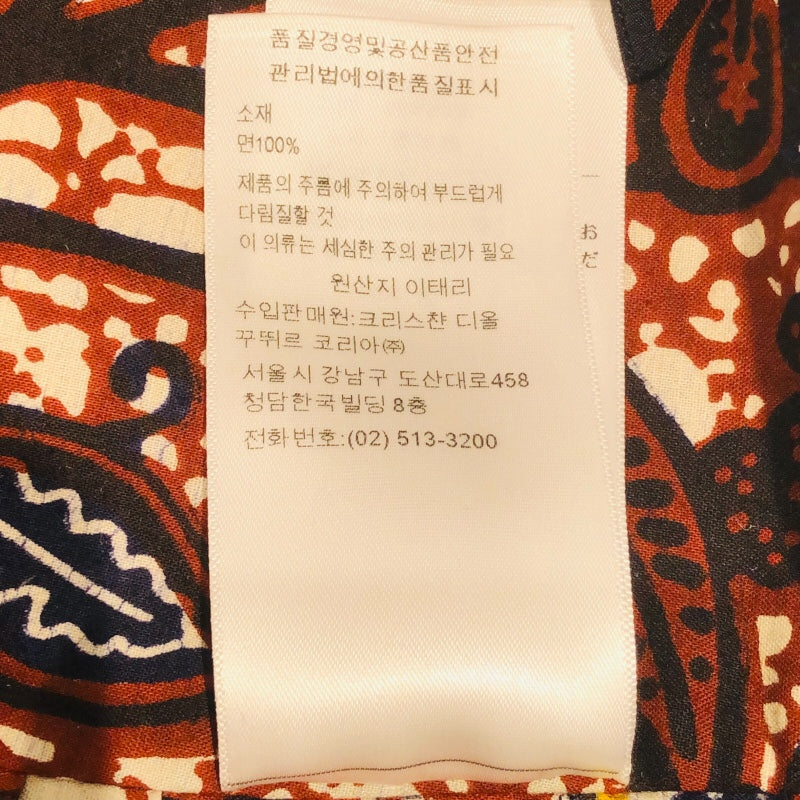 품질경영및공산품안전
관리법에의한품질표시
소재
면100%
제품의 주름에 주의하여 부드럽게
다림질할 것
이 의류는 세심한 주의 관리가 필요
원산지 이태리
수입판매원:크리스챤 디올
꾸뛰르 코리아㈜
서울시 강남구 도산대로458
청담한국빌딩 8층
전화번호:(02) 513-3200
お
だ